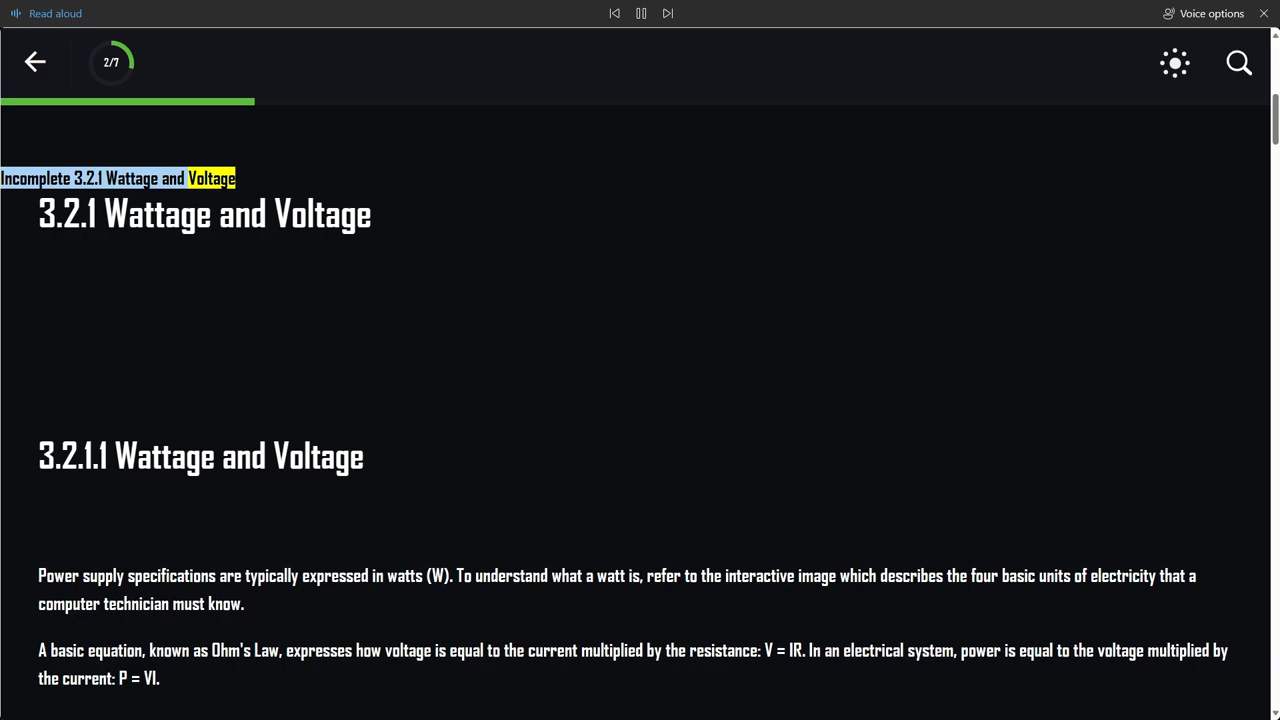 Read aloud
Voice options
2/7
Incomplete 3.2.1 Wattage and Voltage
3.2.1 Wattage and Voltage
3.2.1.1 Wattage and Voltage
Power supply specifications are typically expressed in watts (W). To understand what a watt is, refer to the interactive image which describes the four basic units of electricity that a
computer technician must know.
A basic equation, known as Ohm's Law, expresses how voltage is equal to the current multiplied by the resistance: V = IR. In an electrical system, power is equal to the voltage multiplied by
the current: P = VI.